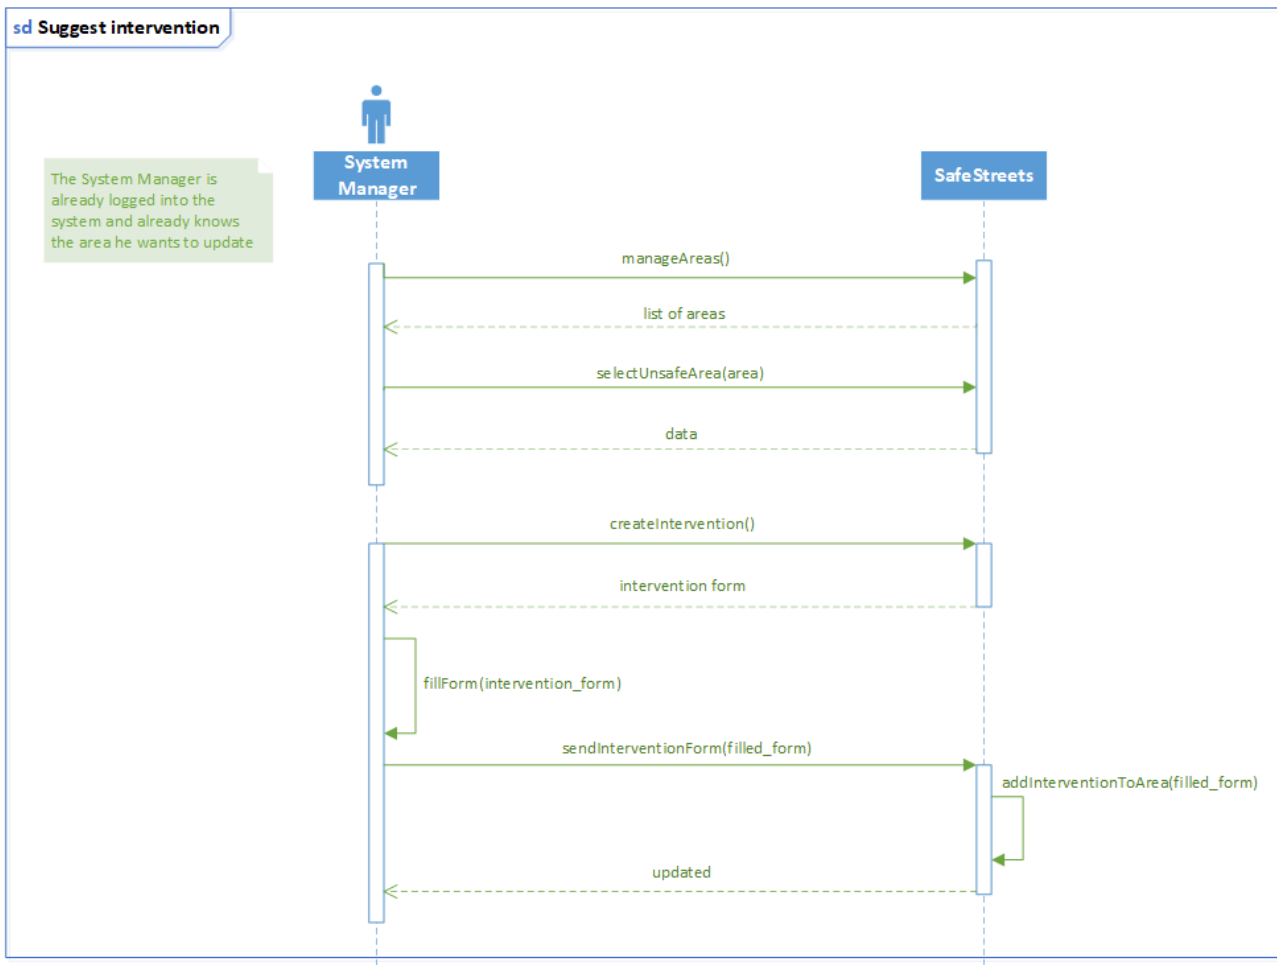 sd Suggest intervention
The System Manager is
already logged into the
system and already knows
the area he wants to update
System
Manager
SafeStreets
manageAreas()
list of areas
selectUnsafeArea(area)
data
createIntervention()
intervention form
fillForm(intervention_form)
sendInterventionForm(filled_form)
addInterventionToArea(filled_form)
updated